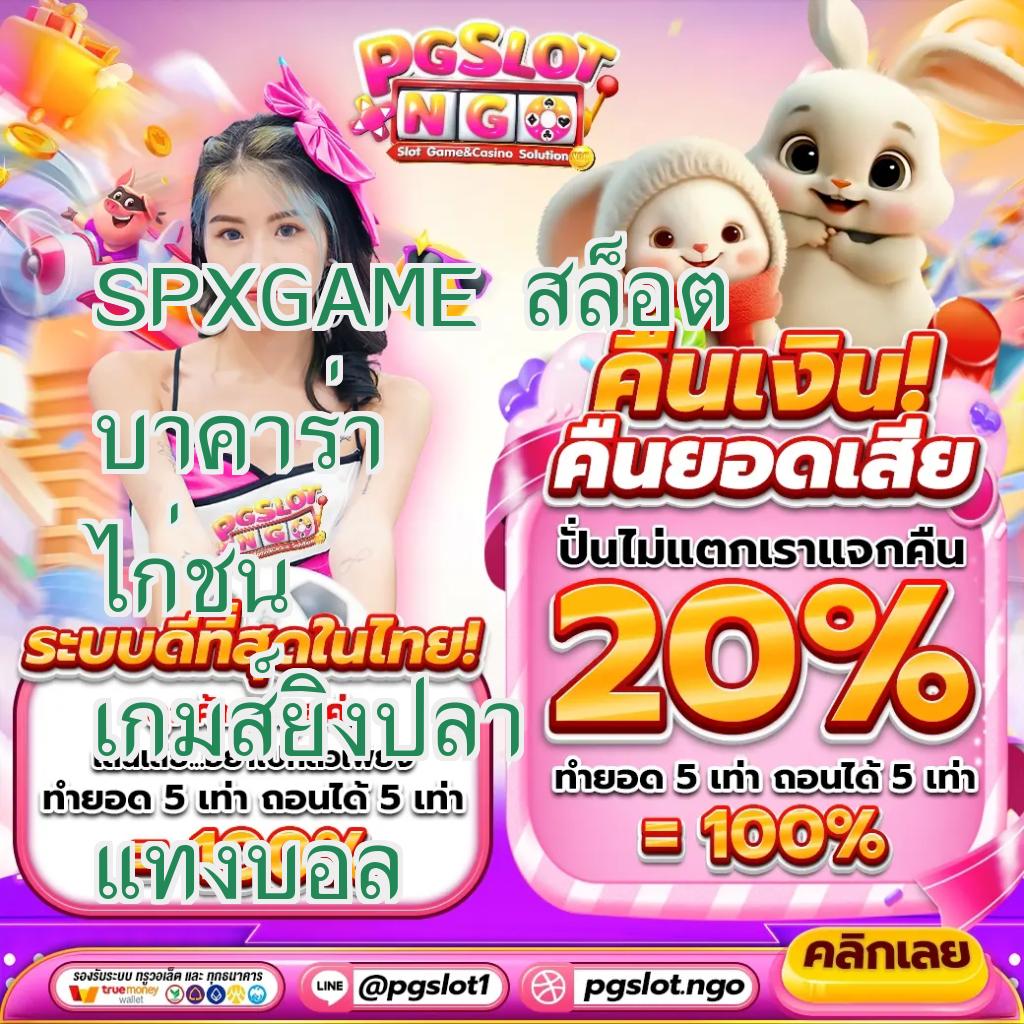 PGSLOT
NGO
Slot Game&Casino Solution
SPXGAME สล็อต
บาคาร่า
ไก่ชน
เกมส์ยิงปลา
แทงบอล
PGSLOT
NGO
คืนเงิน!
คืนยอดเสีย
ปั่นไม่แตกเราแจกคืน
20%
ทำยอด 5 เท่า ถอนได้ 5 เท่า
= 100%
ระบบดีที่สุดในไทย!
ทำยอด 5 เท่า ถอนได้ 5 เท่า
= 100%
คลิกเลย
รองรับระบบ ทรูวอเล็ต และ ทุกธนาคาร
truemoney
wallet
LINE @pgslot1
pgslot.ngo